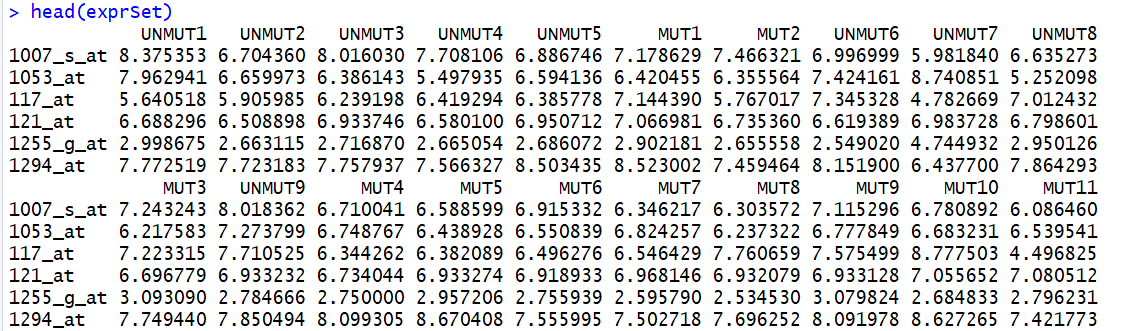 > head(exprSet)
UNMUT1 UNMUT2 UNMUT3 UNMUT4 UNMUT5 MUT1 MUT2 UNMUT6 UNMUT7 UNMUT8
1007_s_at 8.375353 6.704360 8.016030 7.708106 6.886746 7.178629 7.466321 6.996999 5.981840 6.635273
1053_at 7.962941 6.659973 6.386143 5.497935 6.594136 6.420455 6.355564 7.424161 8.740851 5.252098
117_at 5.640518 5.905985 6.239198 6.419294 6.385778 7.144390 5.767017 7.345328 4.782669 7.012432
121_at 6.688296 6.508898 6.933746 6.580100 6.950712 7.066981 6.735360 6.619389 6.983728 6.798601
1255_g_at 2.998675 2.663115 2.716870 2.665054 2.686072 2.902181 2.655558 2.549020 4.744932 2.950126
1294_at 7.772519 7.723183 7.757937 7.566327 8.503435 8.523002 7.459464 8.151900 6.437700 7.864293
MUT3 UNMUT9 MUT4 MUT5 MUT6 MUT7 MUT8 MUT9 MUT10 MUT11
1007_s_at 7.243243 8.018362 6.710041 6.588599 6.915332 6.346217 6.303572 7.115296 6.780892 6.086460
1053_at 6.217583 7.273799 6.748767 6.438928 6.550839 6.824257 6.237322 6.777849 6.683231 6.539541
117_at 7.223315 7.710525 6.344262 6.382089 6.496276 6.546429 7.760659 7.575499 8.777503 4.496825
121_at 6.696779 6.933232 6.734044 6.933274 6.918933 6.968146 6.932079 6.933128 7.055652 7.080512
1255_g_at 3.093090 2.784666 2.750000 2.957206 2.755939 2.595790 2.534530 3.079824 2.684833 2.796231
1294_at 7.749440 7.850494 8.099305 8.670408 7.555995 7.502718 7.696252 8.091978 8.627265 7.421773